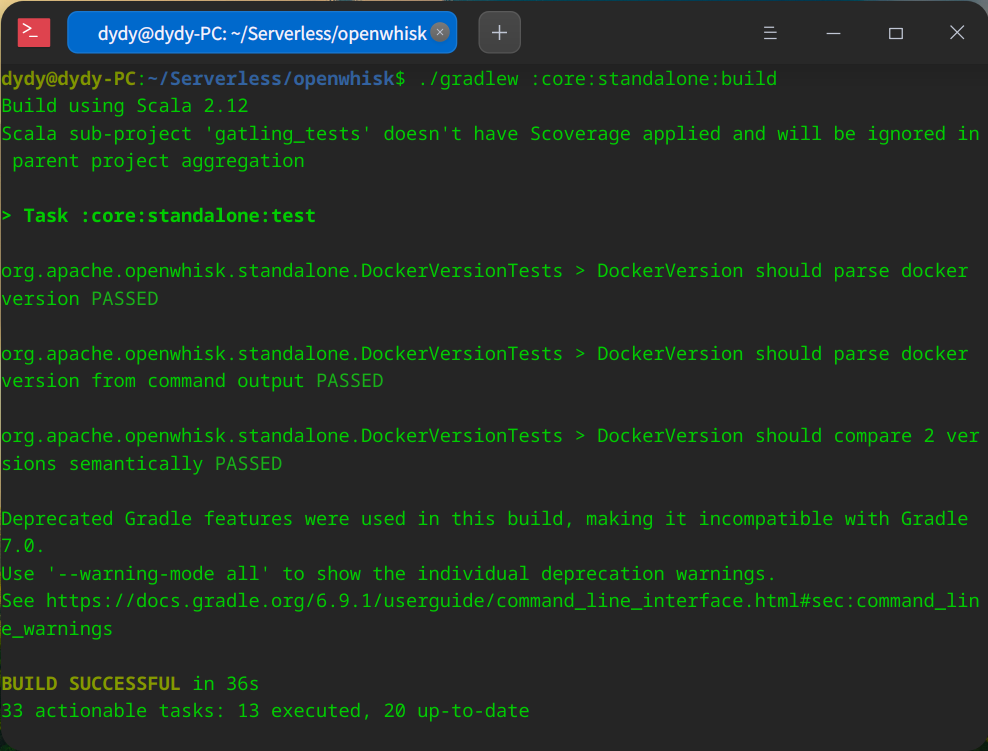 >_
dydy@dydy-PC: ~/Serverless/openwhisk
dydy@dydy-PC:~/Serverless/openwhisk$ ./gradlew :core:standalone:build
Build using Scala 2.12
Scala sub-project 'gatling_tests' doesn't have Scoverage applied and will be ignored in
 parent project aggregation
> Task :core:standalone:test
org.apache.openwhisk.standalone.DockerVersionTests > DockerVersion should parse docker
version PASSED
org.apache.openwhisk.standalone.DockerVersionTests > DockerVersion should parse docker
version from command output PASSED
org.apache.openwhisk.standalone.DockerVersionTests > DockerVersion should compare 2 ver
sions semantically PASSED
Deprecated Gradle features were used in this build, making it incompatible with Gradle
7.0.
Use '--warning-mode all' to show the individual deprecation warnings.
See https://docs.gradle.org/6.9.1/userguide/command_line_interface.html#sec:command_lin
e_warnings
BUILD SUCCESSFUL in 36s
33 actionable tasks: 13 executed, 20 up-to-date